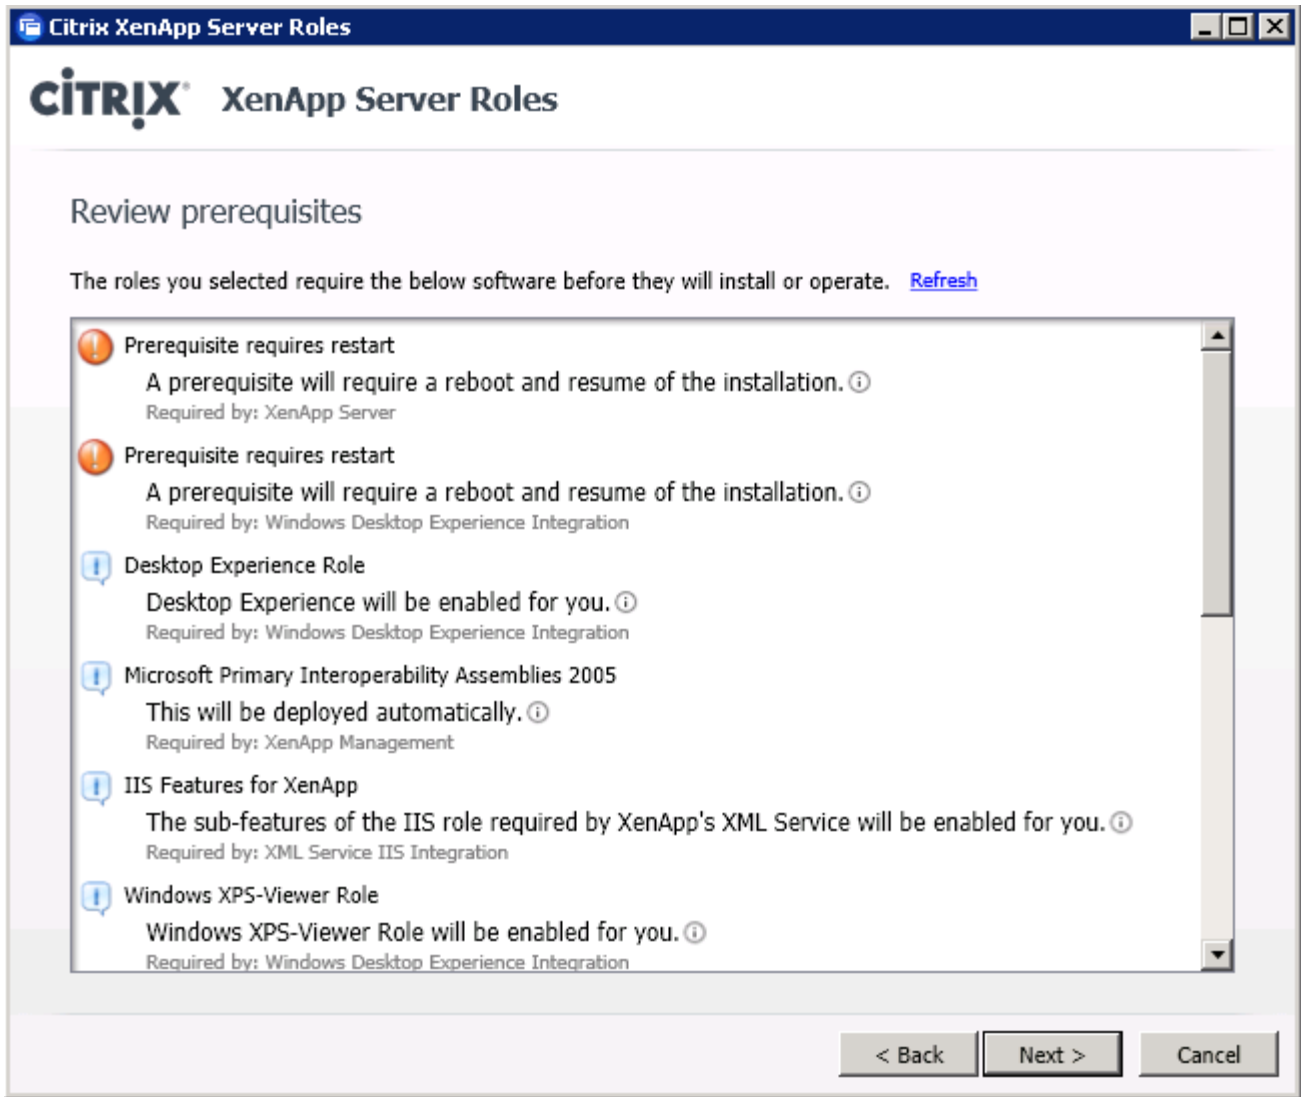 Citrix XenApp Server Roles
CİTRIX® XenApp Server Roles
Review prerequisites
The roles you selected require the below software before they will install or operate. Refresh
Prerequisite requires restart
A prerequisite will require a reboot and resume of the installation.
Required by: XenApp Server
Prerequisite requires restart
A prerequisite will require a reboot and resume of the installation.
Required by: Windows Desktop Experience Integration
Desktop Experience Role
Desktop Experience will be enabled for you.
Required by: Windows Desktop Experience Integration
Microsoft Primary Interoperability Assemblies 2005
This will be deployed automatically.
Required by: XenApp Management
IIS Features for XenApp
The sub-features of the IIS role required by XenApp's XML Service will be enabled for you.
Required by: XML Service IIS Integration
Windows XPS-Viewer Role
Windows XPS-Viewer Role will be enabled for you.
Required by: Windows Desktop Experience Integration
< Back Next > Cancel